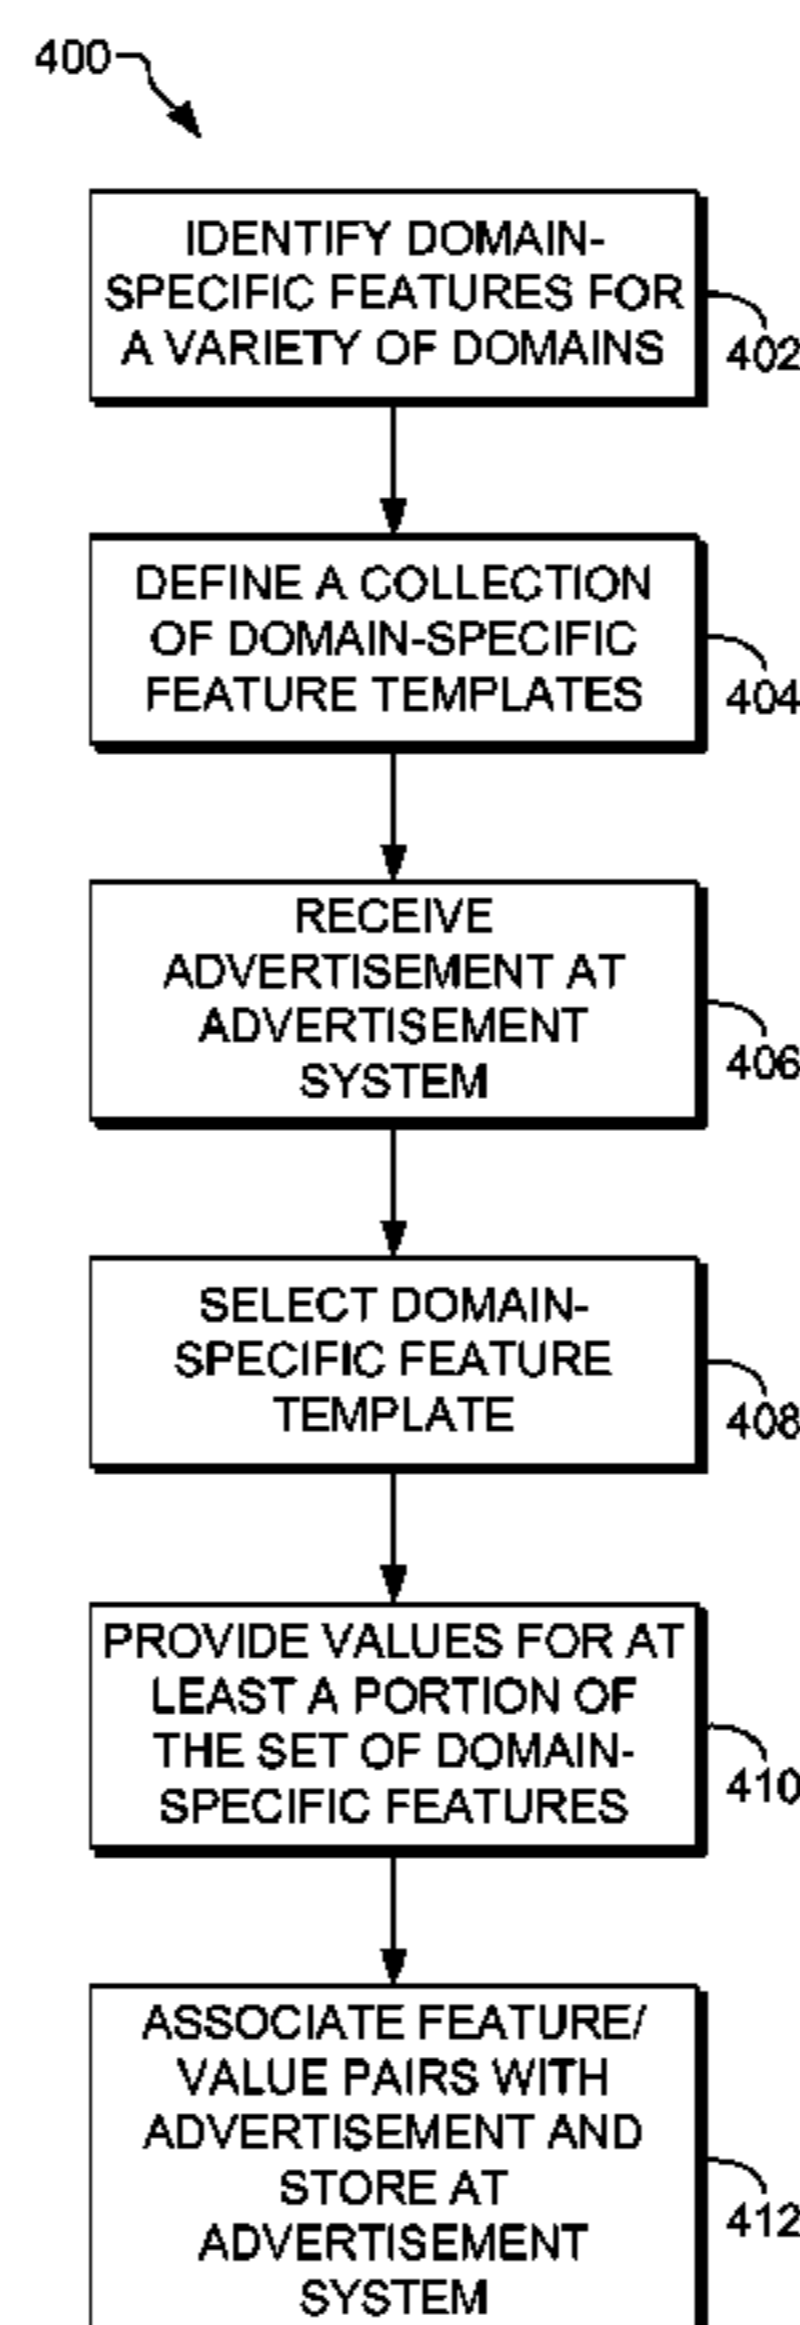 400
IDENTIFY DOMAIN-
SPECIFIC FEATURES FOR
A VARIETY OF DOMAINS
402
DEFINE A COLLECTION
OF DOMAIN-SPECIFIC
FEATURE TEMPLATES
404
RECEIVE
ADVERTISEMENT AT
ADVERTISEMENT
SYSTEM
406
SELECT DOMAIN-
SPECIFIC FEATURE
TEMPLATE
408
PROVIDE VALUES FOR AT
LEAST A PORTION OF
THE SET OF DOMAIN-
SPECIFIC FEATURES
410
ASSOCIATE FEATURE/
VALUE PAIRS WITH
ADVERTISEMENT AND
STORE AT
ADVERTISEMENT
SYSTEM
412